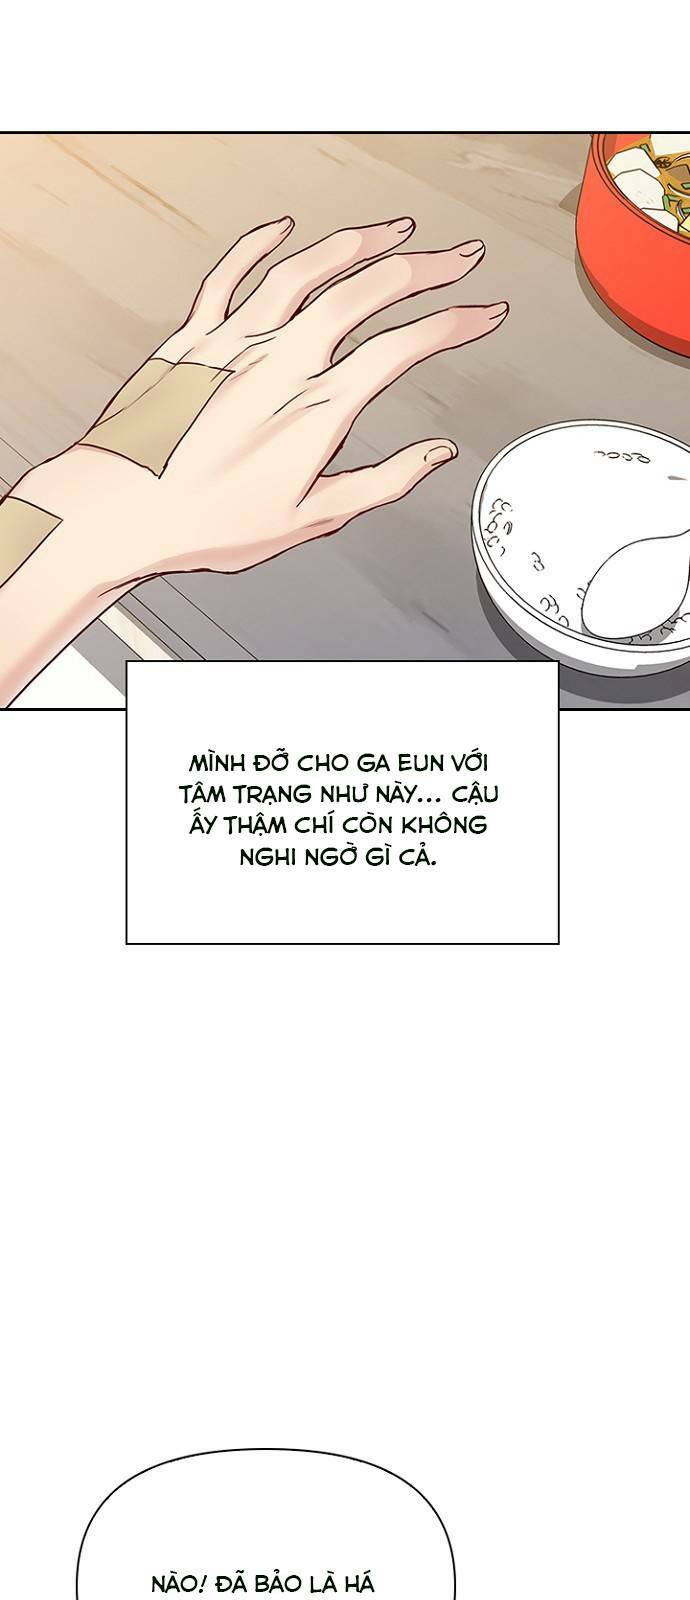 MÌNH ĐỠ CHO GA EUN VỚI
TÂM TRẠNG NHƯ NÀY... CẬU
ẤY THẬM CHÍ CÒN KHÔNG
NGHI NGỜ GÌ CẢ.
NÀO! ĐÃ BẢO LÀ HÁ